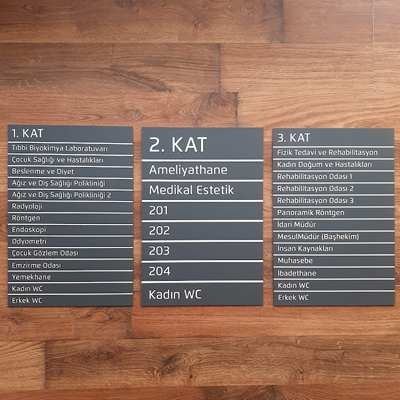 1. KAT
Tıbbi Biyokimya Laboratuvarı
Çocuk Sağlığı ve Hastalıkları
Beslenme ve Diyet
Ağız ve Diş Sağlığı Polikliniği
Ağız ve Diş Sağlığı Polikliniği 2
Radyoloji
Röntgen
Endoskopi
Odyometri
Çocuk Gözlem Odası
Emzirme Odası
Yemekhane
Kadın WC
Erkek WC
2. KAT
Ameliyathane
Medikal Estetik
201
202
203
204
Kadın WC
3. KAT
Fizik Tedavi ve Rehabilitasyon
Kadın Doğum ve Hastalıkları
Rehabilitasyon Odası 1
Rehabilitasyon Odası 2
Rehabilitasyon Odası 3
Panoramik Röntgen
İdari Müdür
MesulMüdür (Başhekim)
İnsan Kaynakları
Muhasebe
İbadethane
Kadın WC
Erkek WC